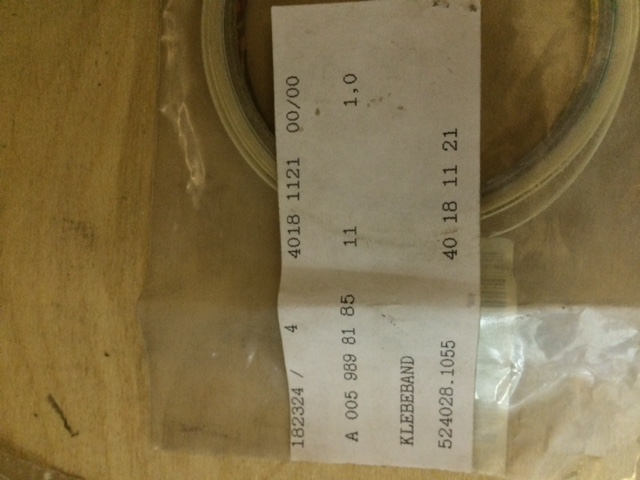 182324 / 4 4018 1121 00/00
A 005 989 81 85 11 1,0
KLEBEBAND
524028.1055 40 18 11 21